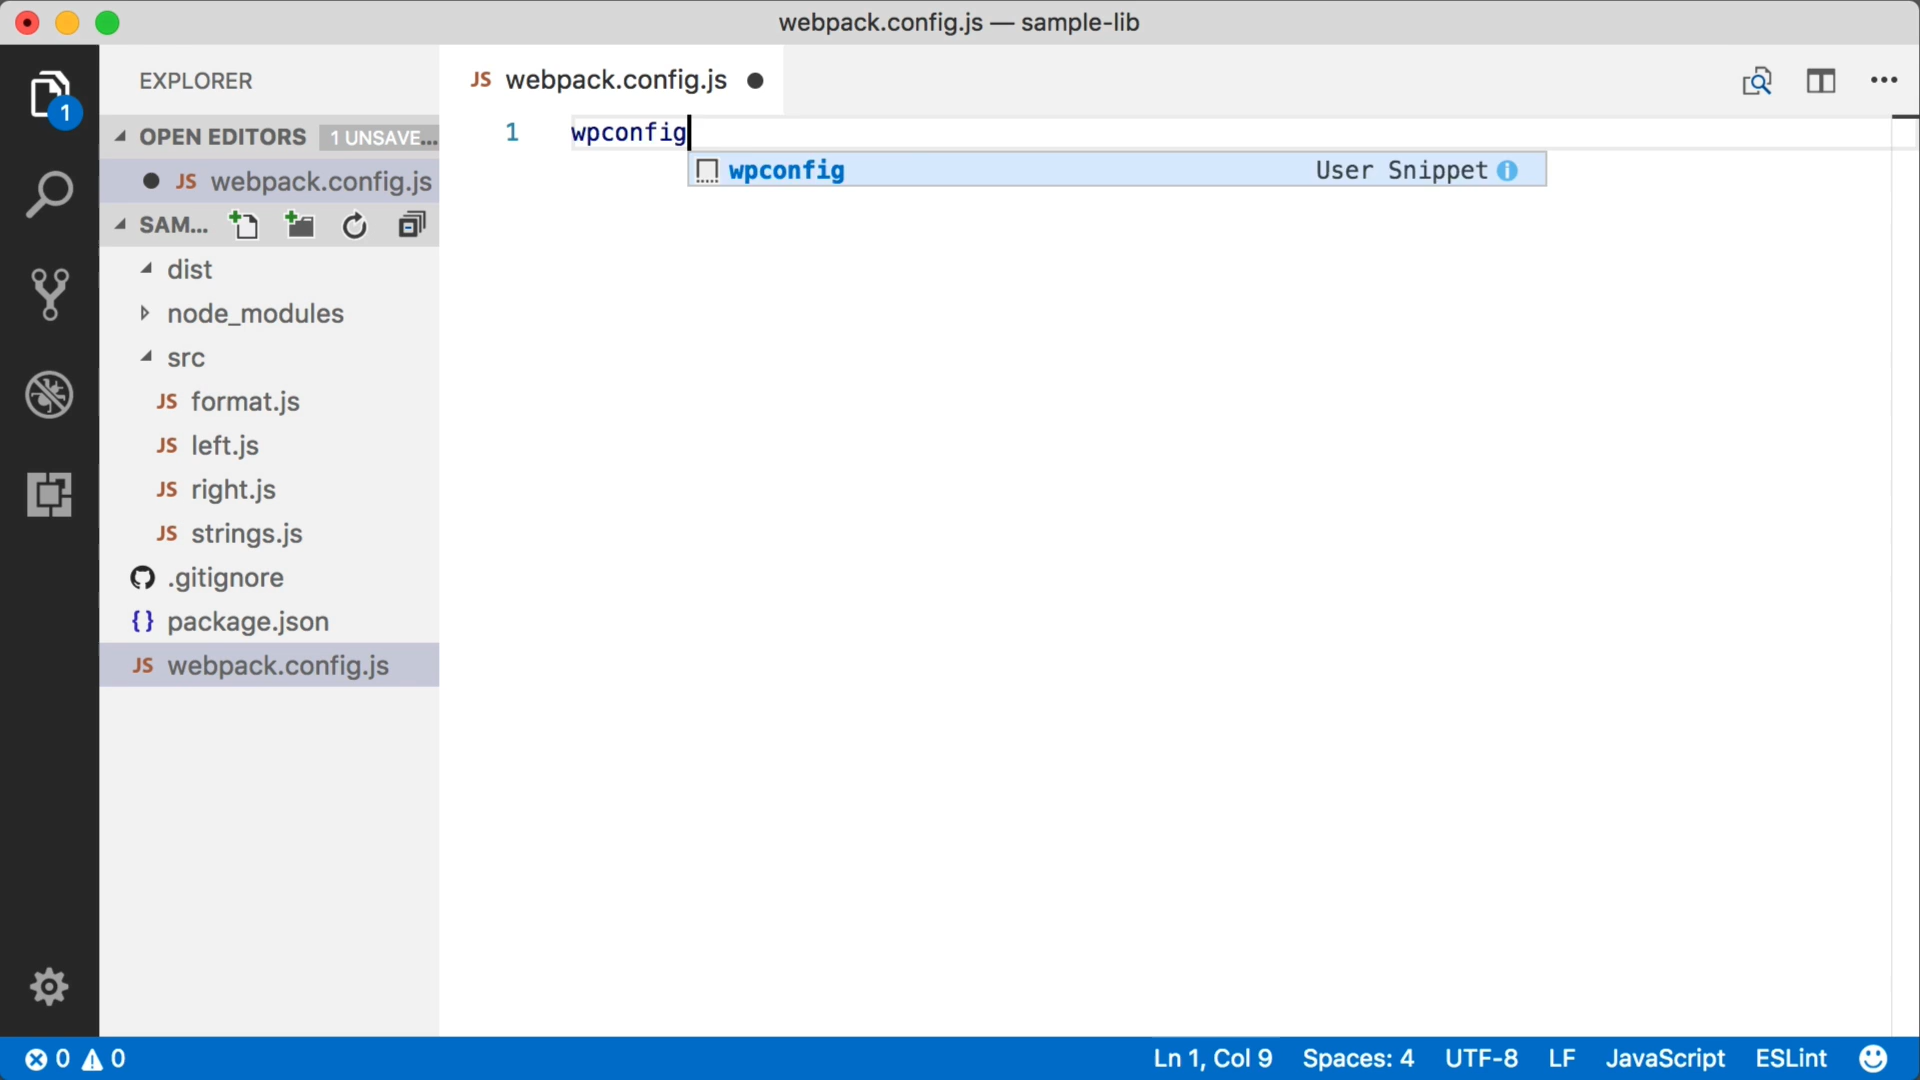 webpack.config.js — sample-lib
EXPLORER
JS webpack.config.js
1
OPEN EDITORS 1 UNSAVE...
JS webpack.config.js
SAM...
dist
node_modules
src
JS format.js
JS left.js
JS right.js
JS strings.js
.gitignore
{} package.json
JS webpack.config.js
1 wpconfig
wpconfig User Snippet i
0 0 Ln 1, Col 9 Spaces: 4 UTF-8 LF JavaScript ESLint